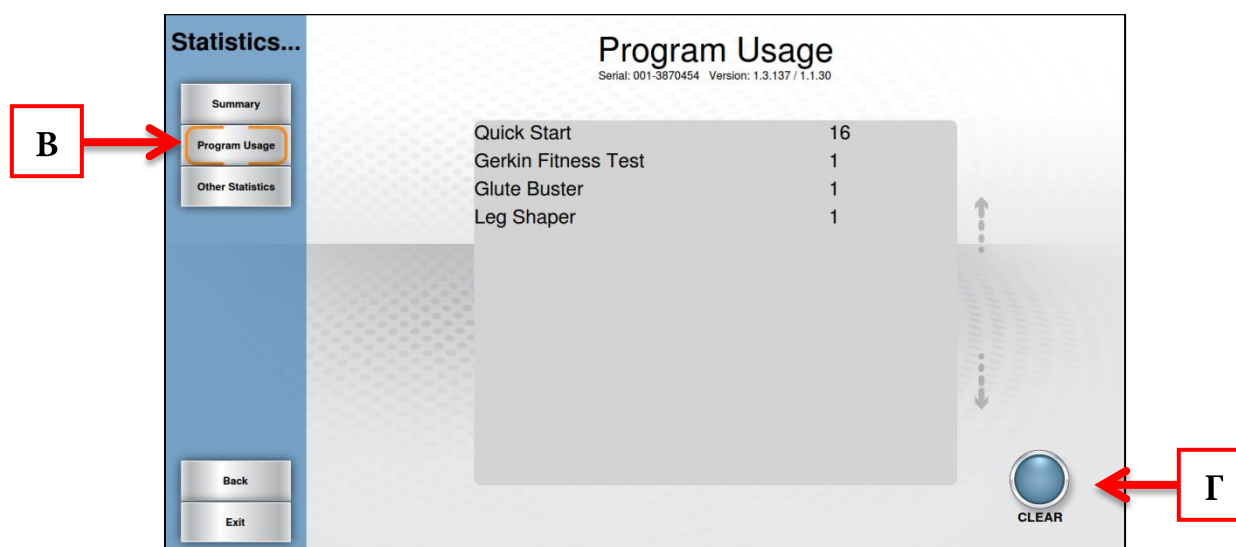 Statistics...
Program Usage
Serial: 001-3870454 Version: 1.3.137 / 1.1.30
Summary
В
Program Usage
Other Statistics
Quick Start 16
Gerkin Fitness Test 1
Glute Buster 1
Leg Shaper 1
Back
Exit
CLEAR
Г